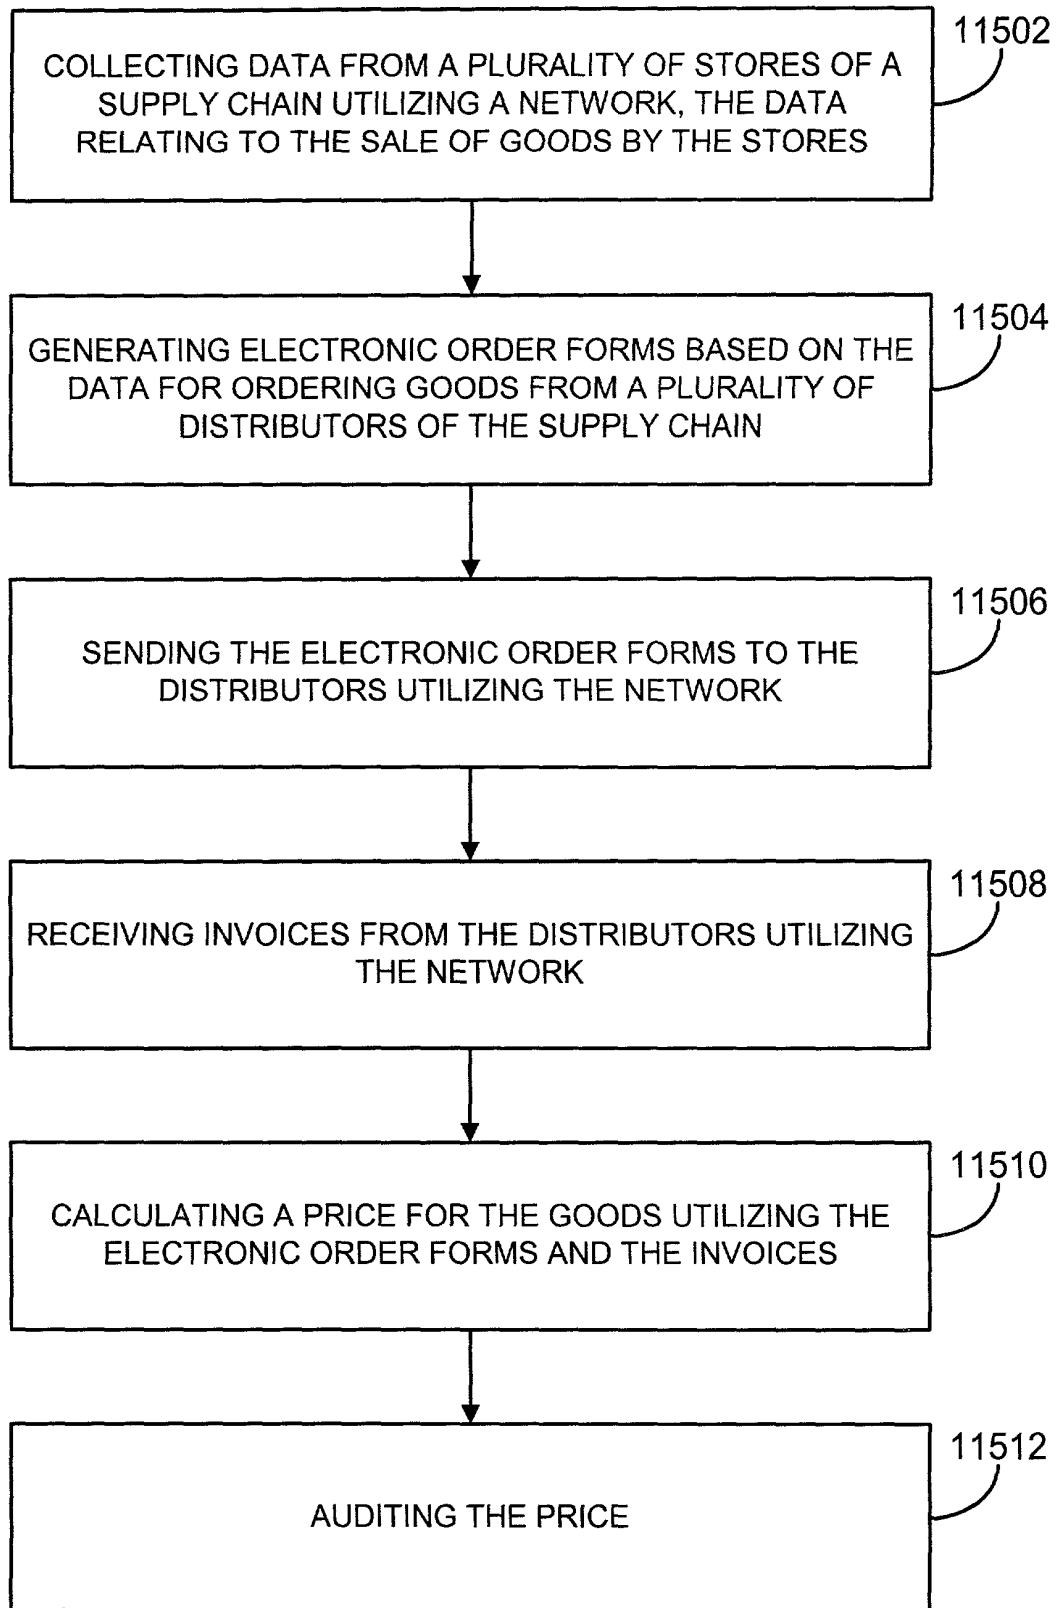 11502
COLLECTING DATA FROM A PLURALITY OF STORES OF A
SUPPLY CHAIN UTILIZING A NETWORK, THE DATA
RELATING TO THE SALE OF GOODS BY THE STORES
11504
GENERATING ELECTRONIC ORDER FORMS BASED ON THE
DATA FOR ORDERING GOODS FROM A PLURALITY OF
DISTRIBUTORS OF THE SUPPLY CHAIN
11506
SENDING THE ELECTRONIC ORDER FORMS TO THE
DISTRIBUTORS UTILIZING THE NETWORK
11508
RECEIVING INVOICES FROM THE DISTRIBUTORS UTILIZING
THE NETWORK
11510
CALCULATING A PRICE FOR THE GOODS UTILIZING THE
ELECTRONIC ORDER FORMS AND THE INVOICES
11512
AUDITING THE PRICE